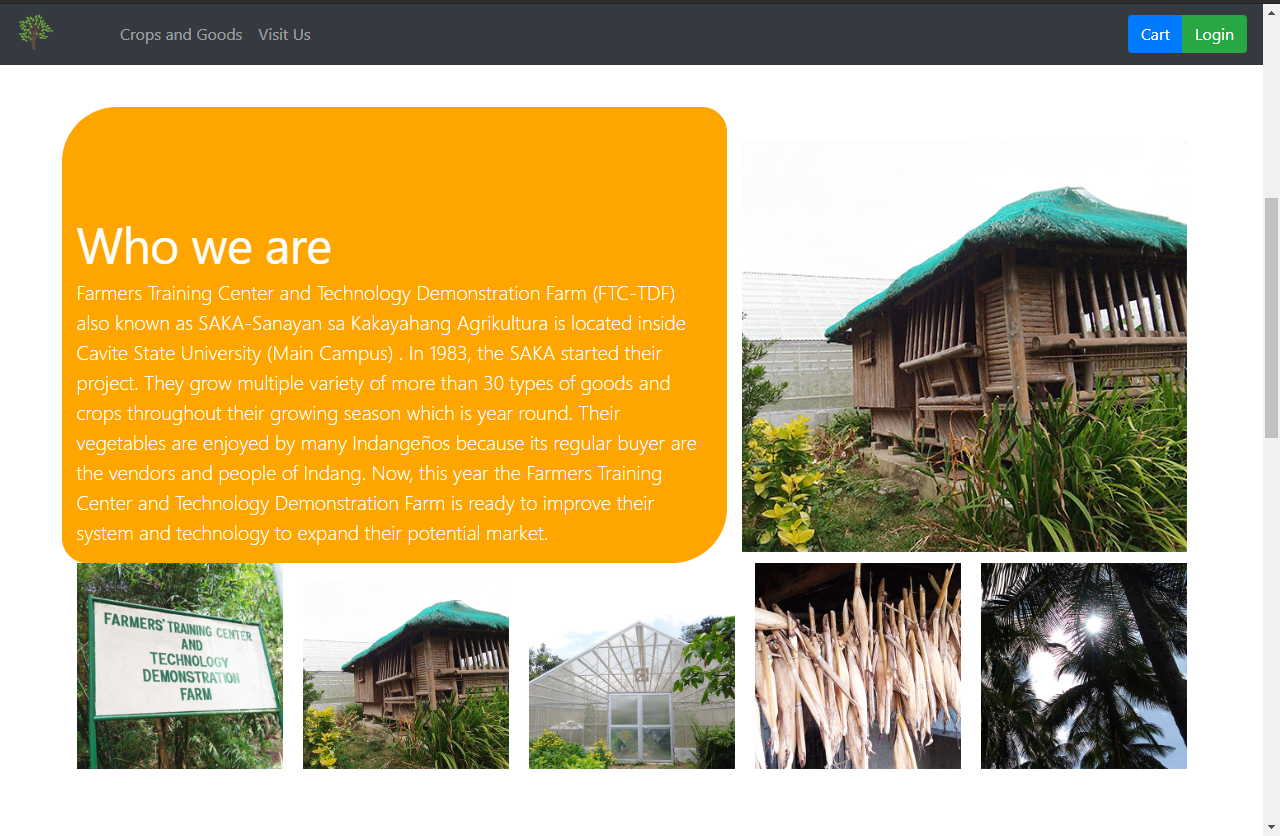 Crops and Goods
Visit Us
Cart
Login
Who we are
Farmers Training Center and Technology Demonstration Farm (FTC-TDF)
also known as SAKA-Sanayan sa Kakayahang Agrikultura is located inside
Cavite State University (Main Campus) . In 1983, the SAKA started their
project. They grow multiple variety of more than 30 types of goods and
crops throughout their growing season which is year round. Their
vegetables are enjoyed by many Indangeños because its regular buyer are
the vendors and people of Indang. Now, this year the Farmers Training
Center and Technology Demonstration Farm is ready to improve their
system and technology to expand their potential market.
FARMERS' TRAINING CENTER
AND
TECHNOLOGY
DEMONSTRATION
FARM